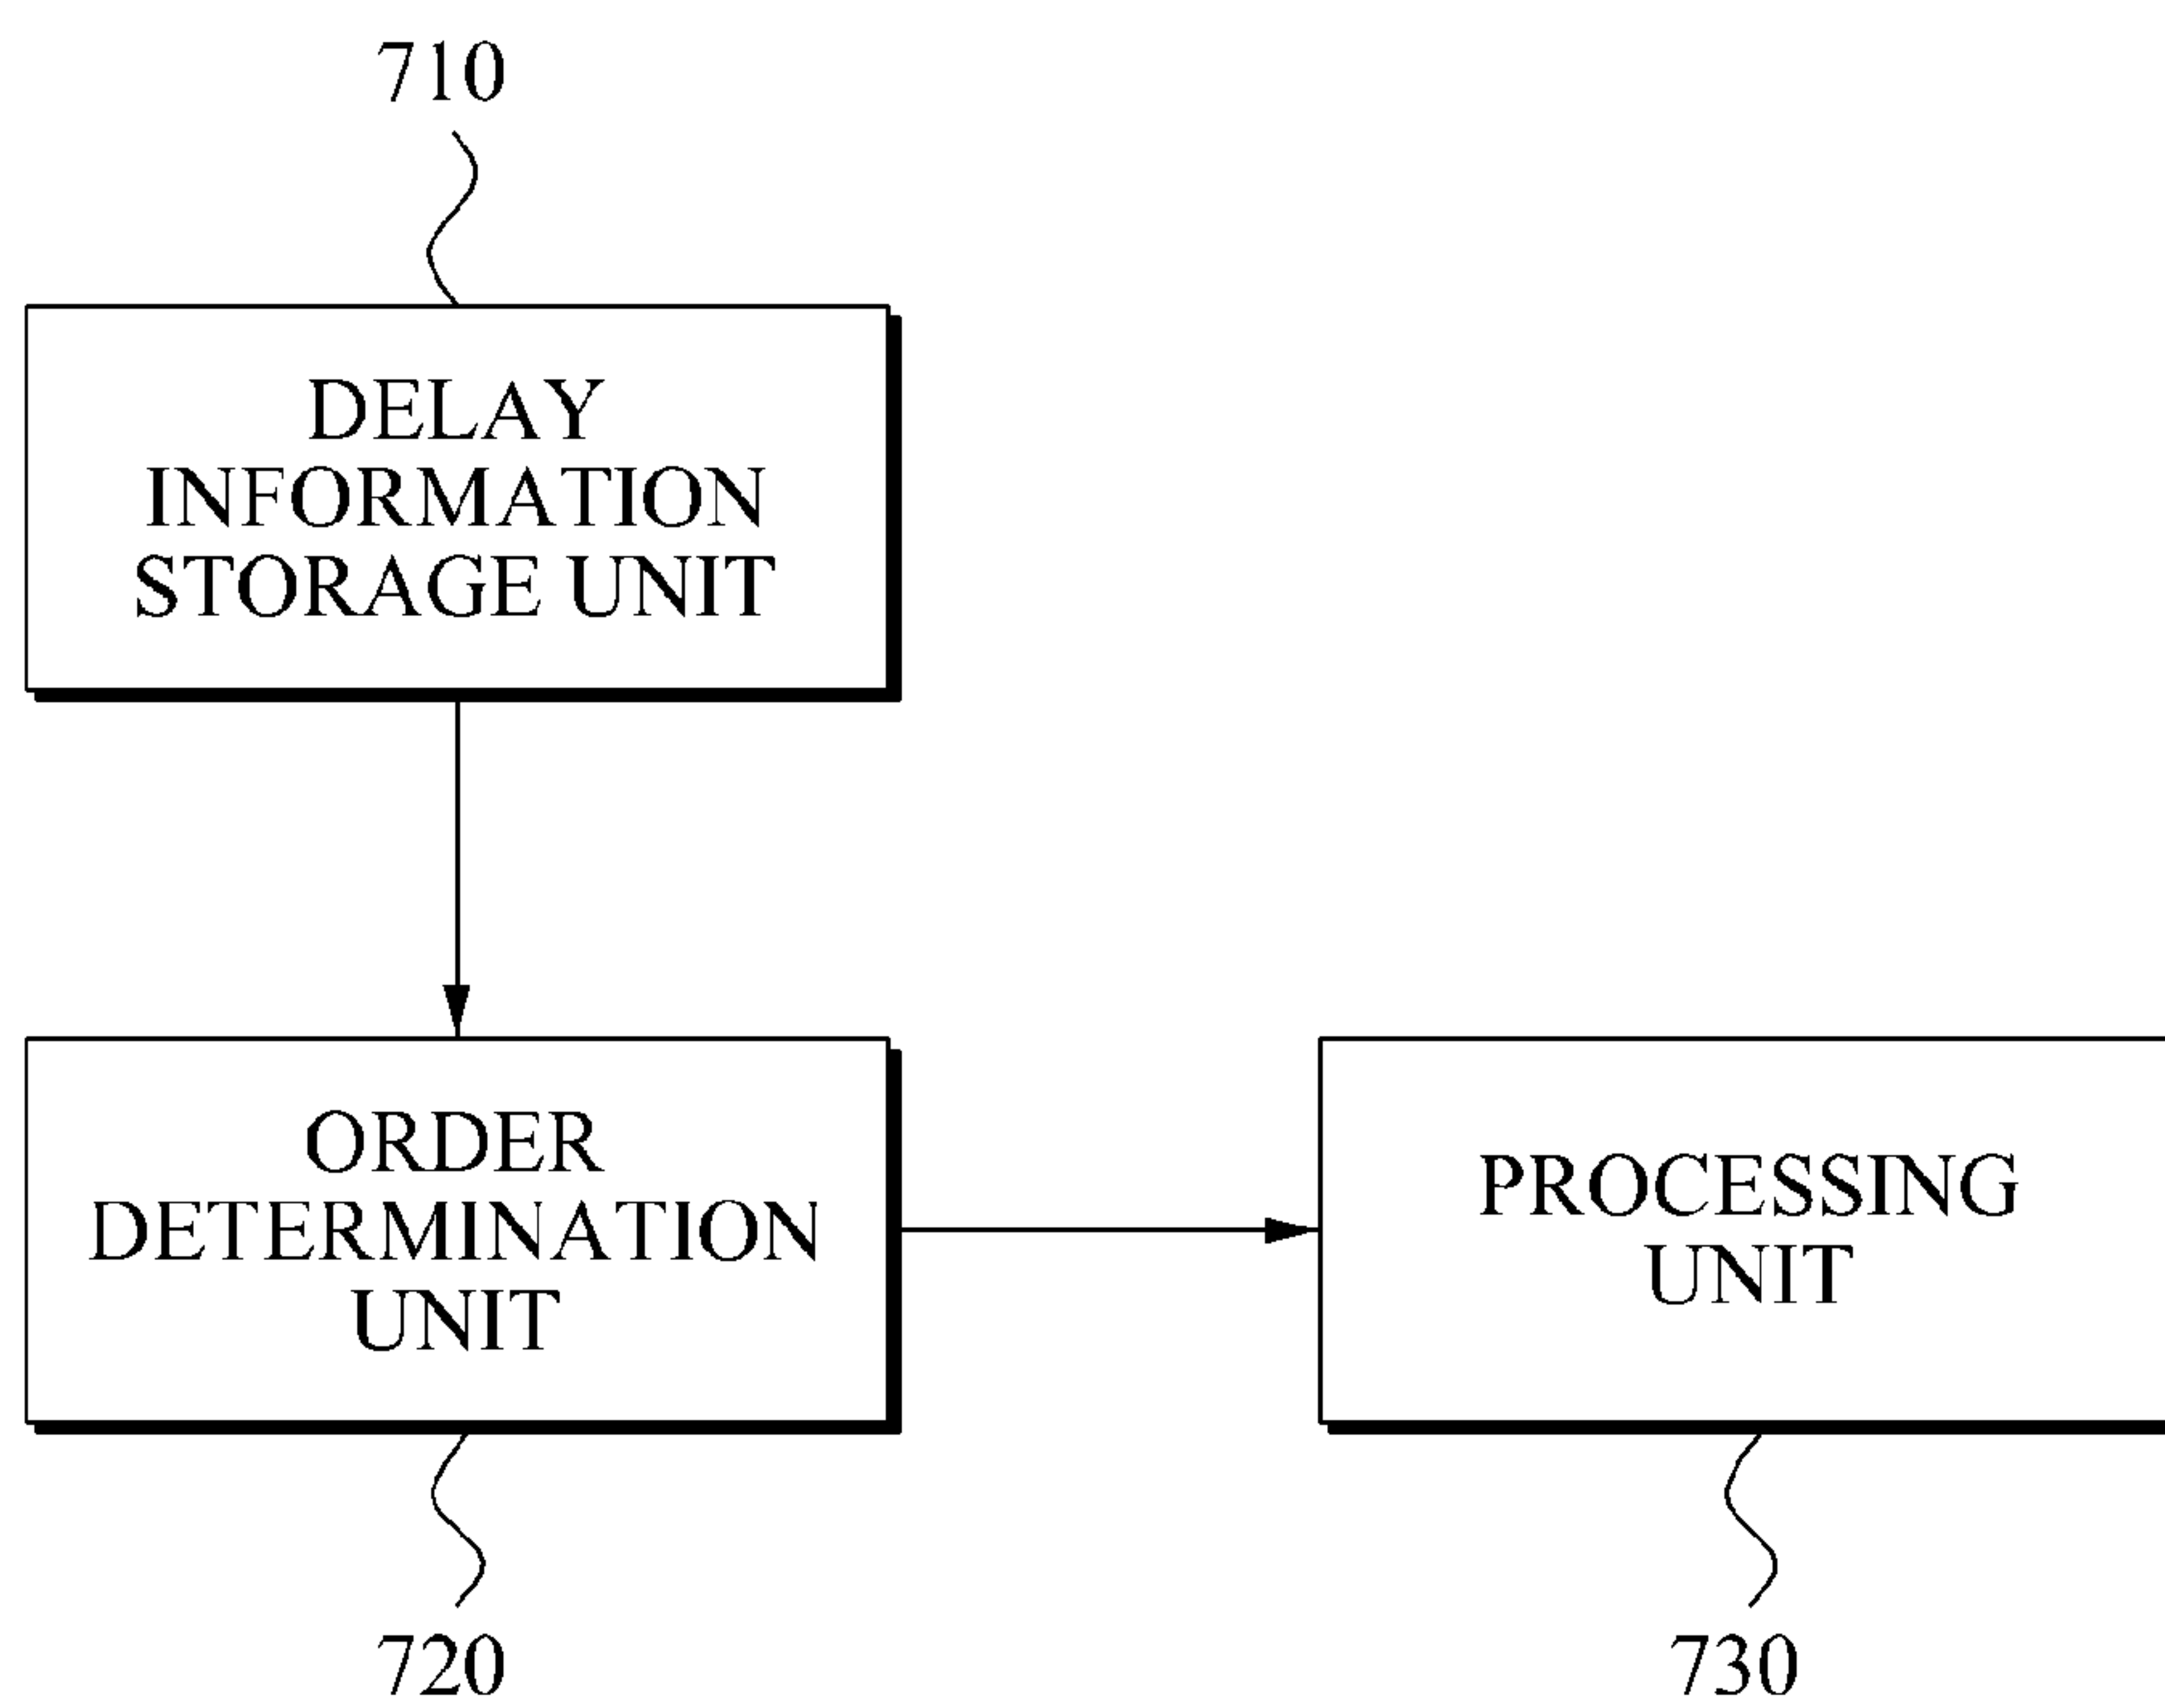 710
DELAY
INFORMATION
STORAGE UNIT
ORDER
DETERMINATION
UNIT
PROCESSING
UNIT
720
730